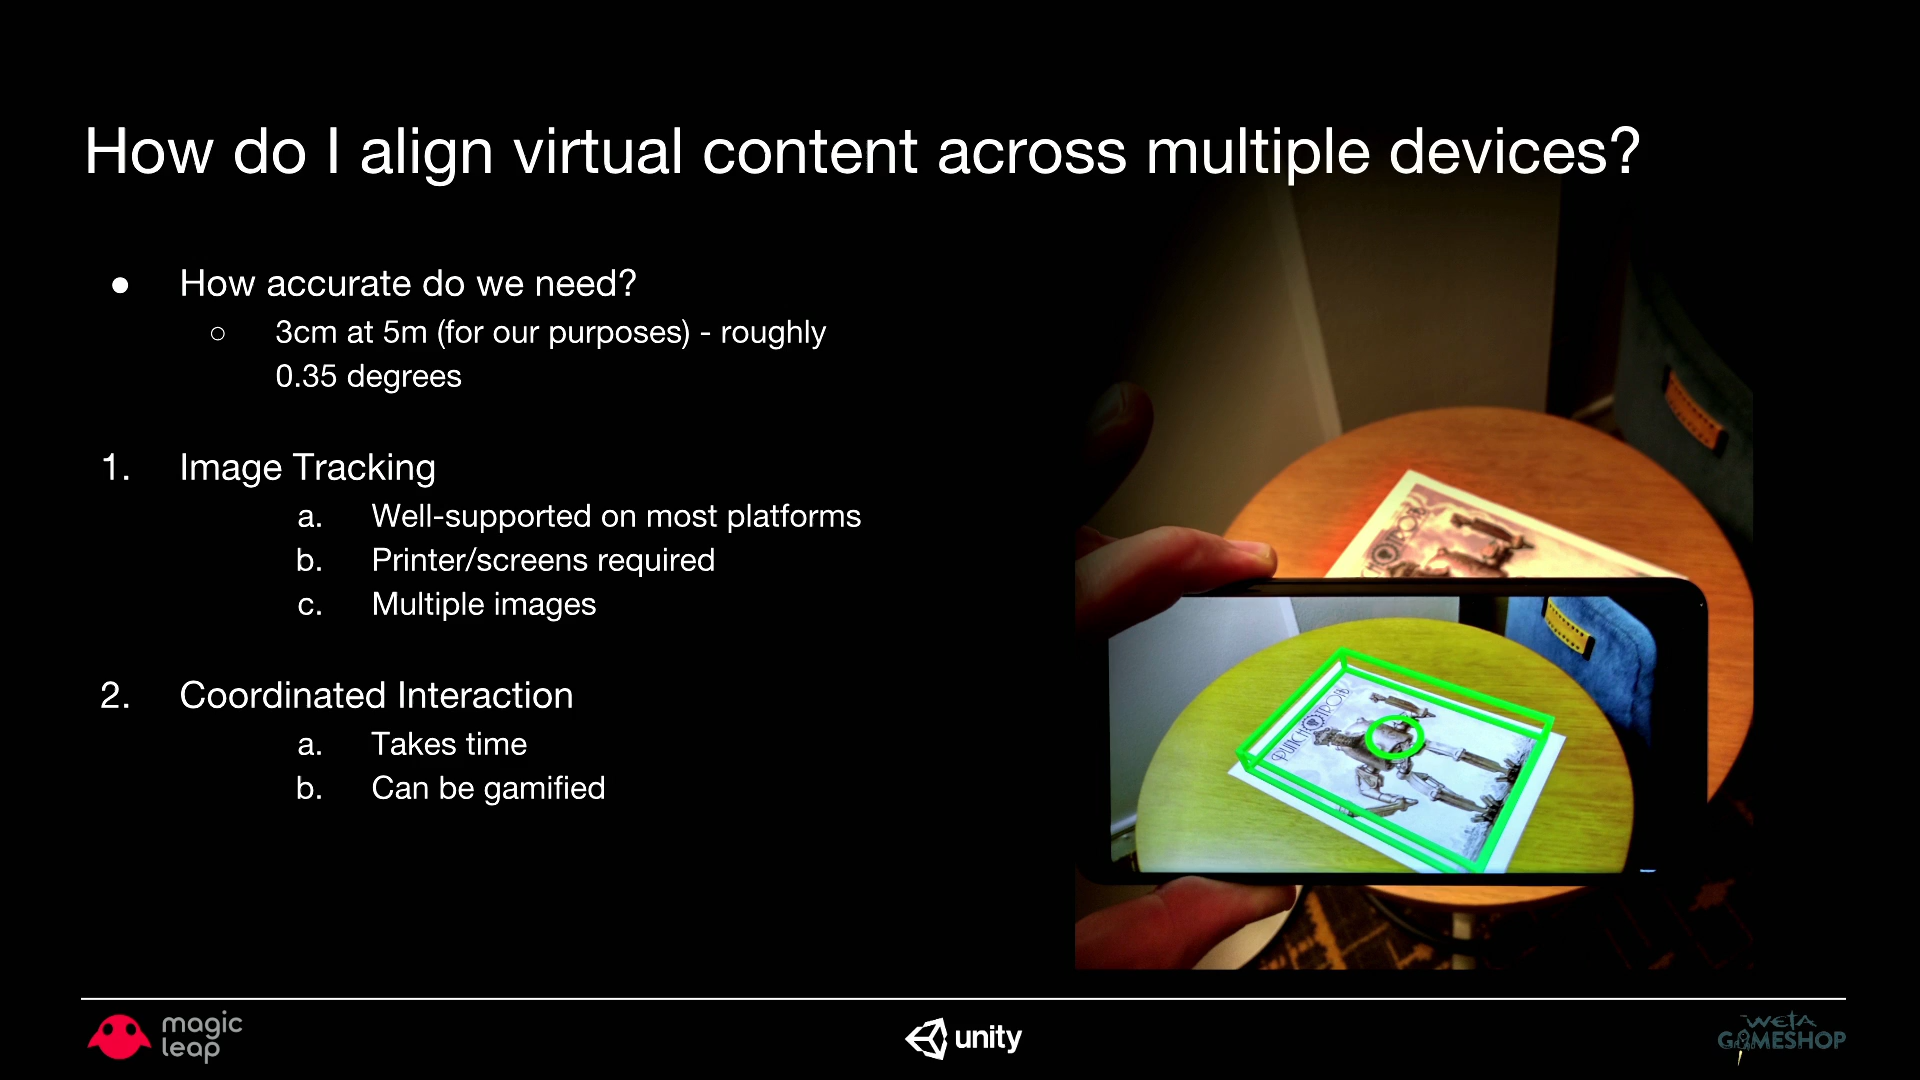 How do I align virtual content across multiple devices?
● How accurate do we need?
○ 3cm at 5m (for our purposes) - roughly
0.35 degrees
1. Image Tracking
a. Well-supported on most platforms
b. Printer/screens required
c. Multiple images
2. Coordinated Interaction
a. Takes time
b. Can be gamified
PUNCHOTRON
magic
leap
unity
WETA
GAMESHOP